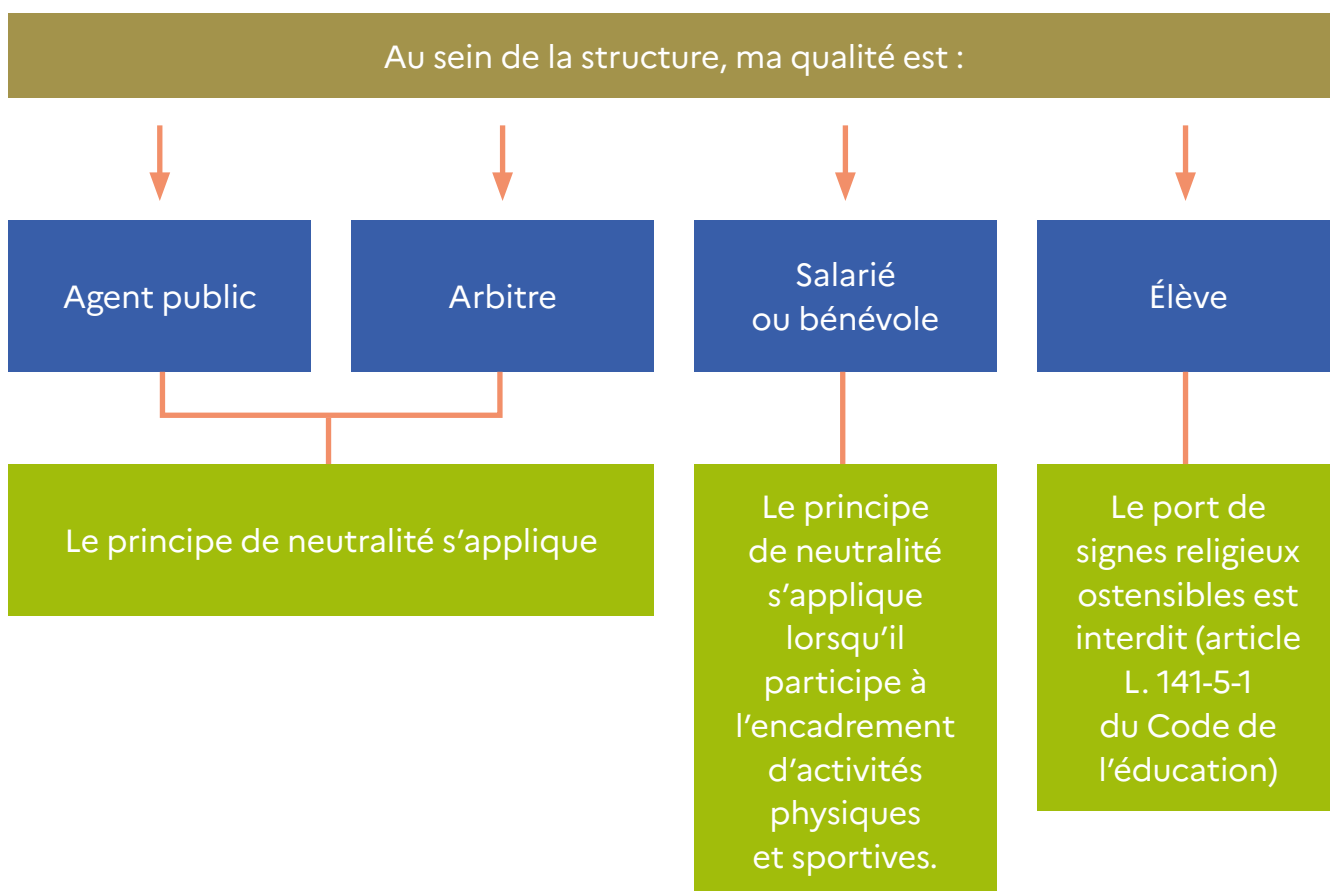 Au sein de la structure, ma qualité est :
Agent public
Arbitre
Salarié
ou bénévole
Élève
Le principe de neutralité s’applique
Le principe
de neutralité
s’applique
lorsqu’il
participe à
l’encadrement
d’activités
physiques
et sportives.
Le port de
signes religieux
ostensibles est
interdit (article
L. 141-5-1
du Code de
l’éducation)